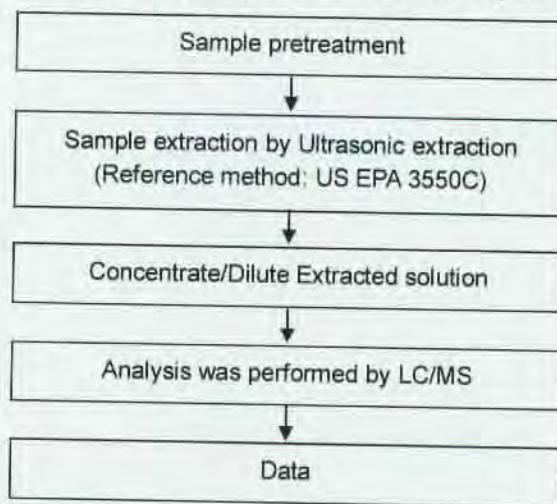 Sample pretreatment
Sample extraction by Ultrasonic extraction
(Reference method: US EPA 3550C)
Concentrate/Dilute Extracted solution
Analysis was performed by LC/MS
Data